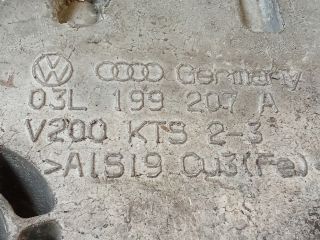 Germany
03L 199 207 A
V200 KTS 2-3
>AlSi9 Cu3(Fe)